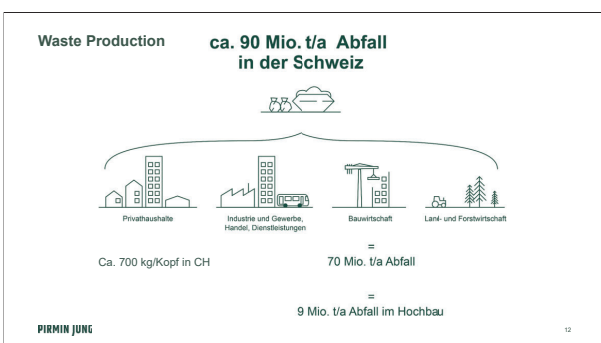 Waste Production
ca. 90 Mio. t/a Abfall
in der Schweiz
Privathaushalte
Industrie und Gewerbe,
Handel, Dienstleistungen
Bauwirtschaft
Land- und Forstwirtschaft
=
Ca. 700 kg/Kopf in CH
70 Mio. t/a Abfall
=
9 Mio. t/a Abfall im Hochbau
PIRMIN JUNG
12